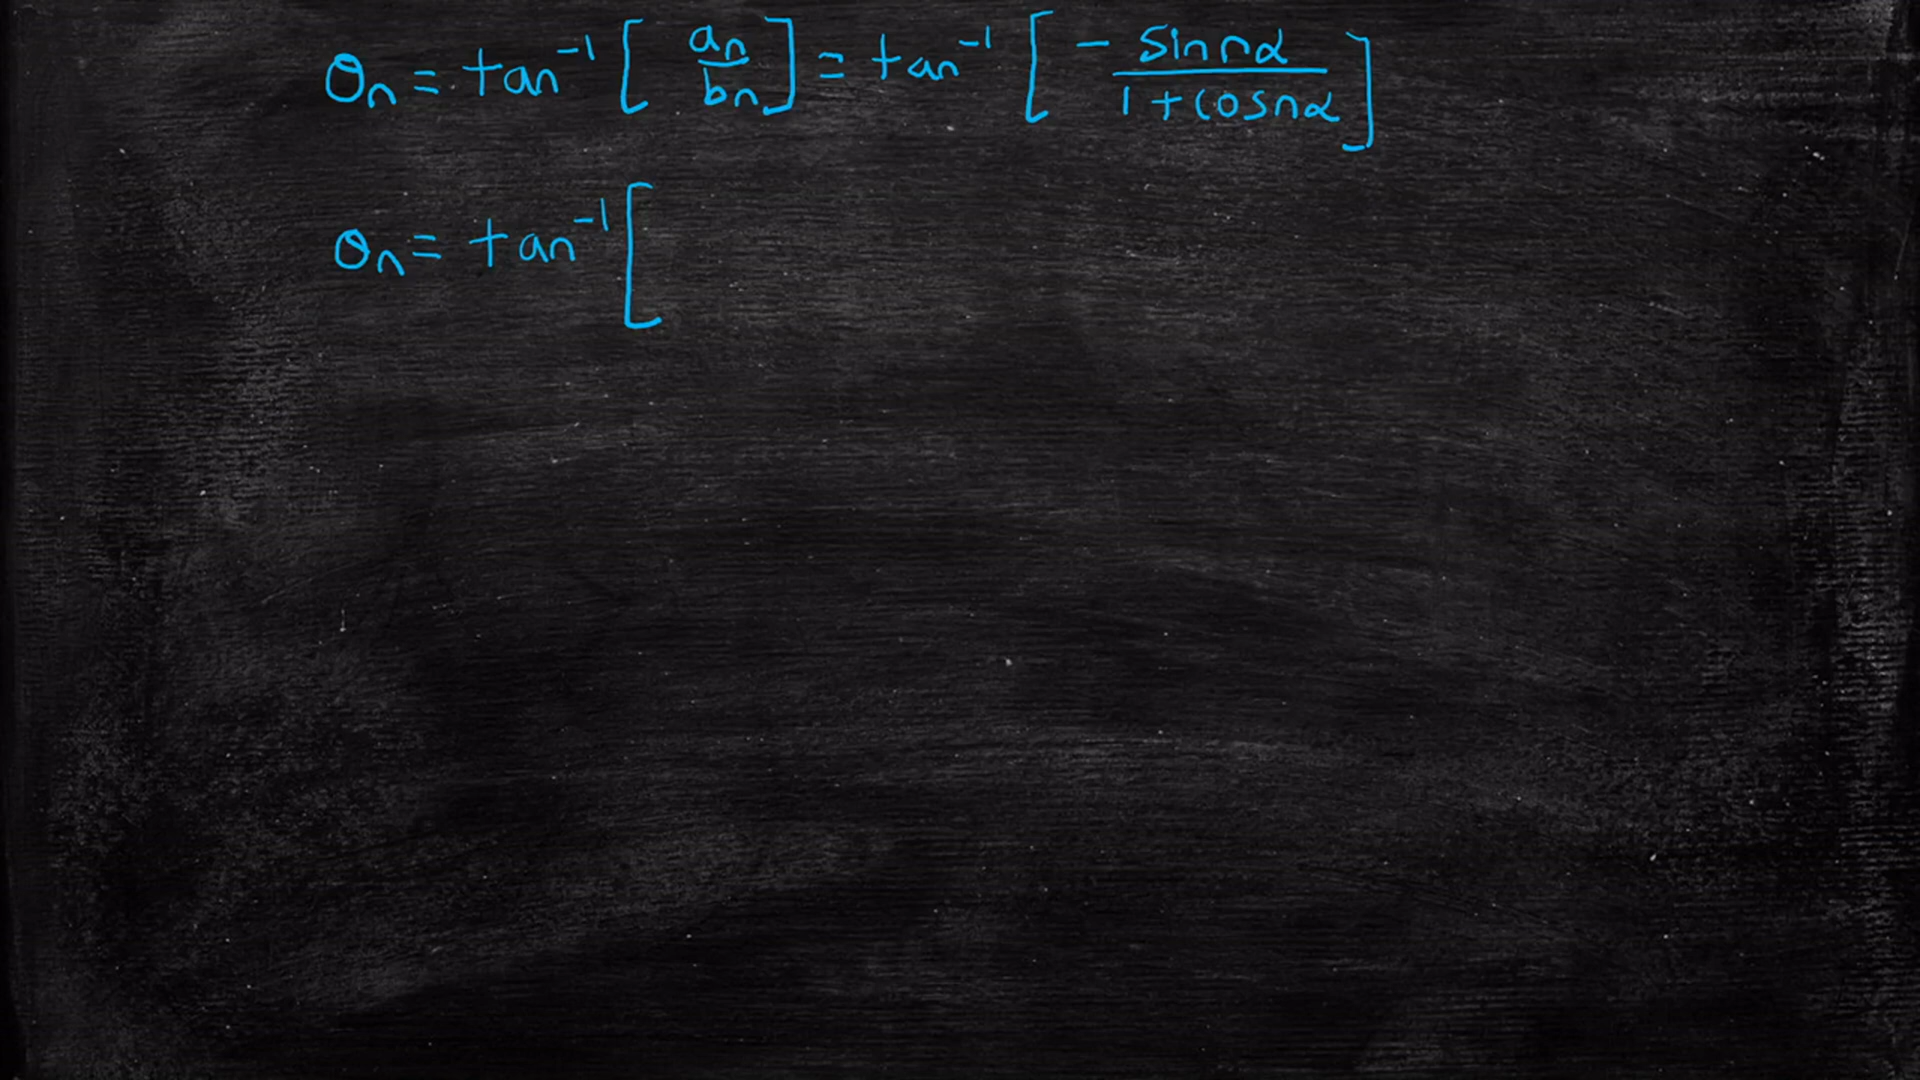 θn = tan⁻¹ [ an/bn ] = tan⁻¹ [ - sin nα / 1 + cos nα ]
θn = tan⁻¹ [